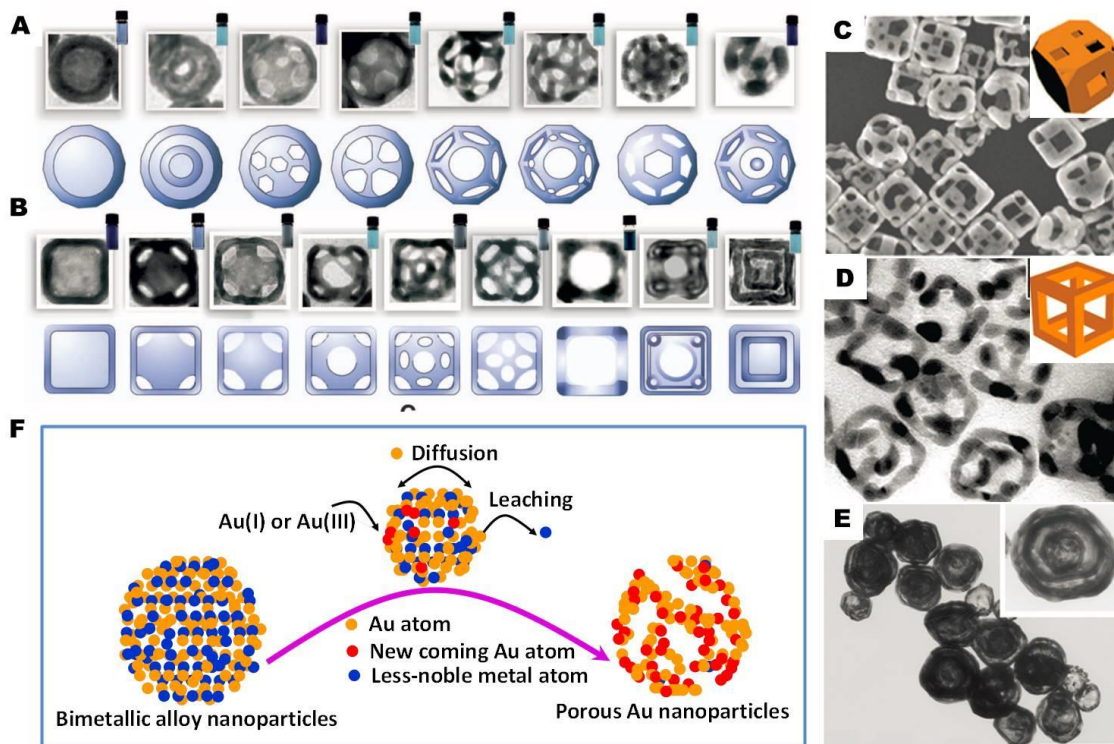 A
B
C
D
E
F
Diffusion
Au(I) or Au(III)
Leaching
Au atom
New coming Au atom
Less-noble metal atom
Bimetallic alloy nanoparticles
Porous Au nanoparticles